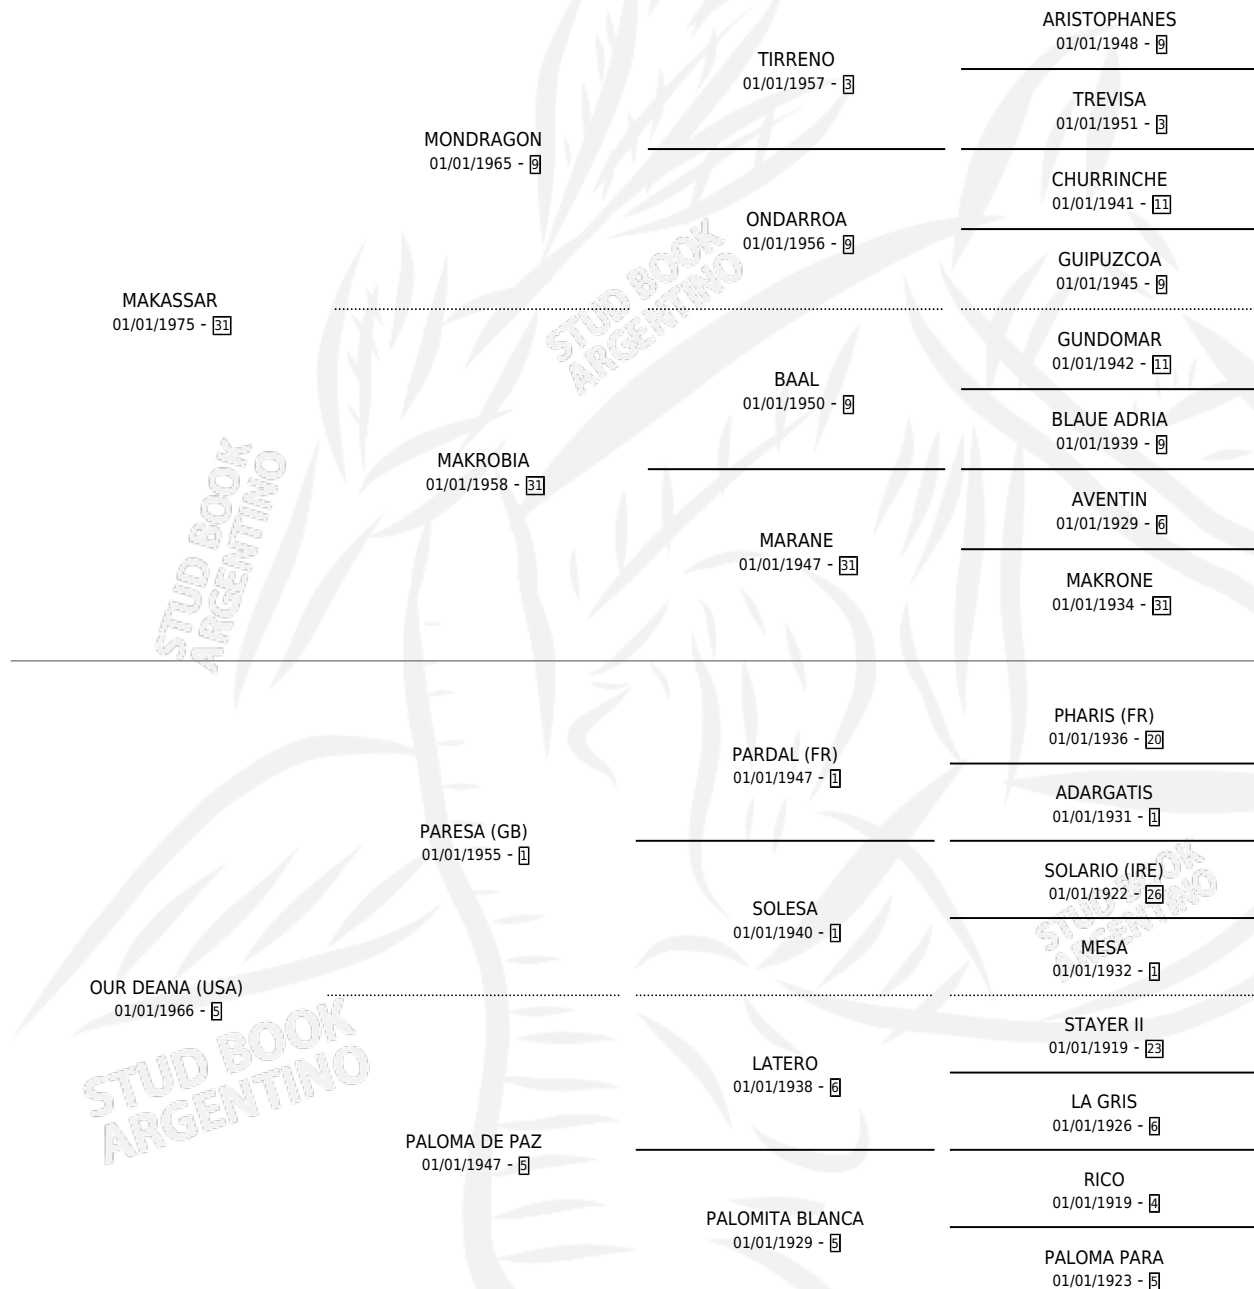 ARISTOPHANES
01/01/1948 - 9
TIRRENO
01/01/1957 - 3
TREVISA
01/01/1951 - 3
MONDRAGON
01/01/1965 - 9
CHURRINCHE
01/01/1941 - 11
ONDARROA
01/01/1956 - 9
GUIPUZCOA
01/01/1945 - 9
MAKASSAR
01/01/1975 - 31
GUNDOMAR
01/01/1942 - 11
BAAL
01/01/1950 - 9
BLAUE ADRIA
01/01/1939 - 9
MAKROBIA
01/01/1958 - 31
AVENTIN
01/01/1929 - 6
MARANE
01/01/1947 - 31
MAKRONE
01/01/1934 - 31
PHARIS (FR)
01/01/1936 - 20
PARDAL (FR)
01/01/1947 - 1
ADARGATIS
01/01/1931 - 1
PARESA (GB)
01/01/1955 - 1
SOLARIO (IRE)
01/01/1922 - 26
SOLESA
01/01/1940 - 1
MESA
01/01/1932 - 1
OUR DEANA (USA)
01/01/1966 - 5
STAYER II
01/01/1919 - 23
LATERO
01/01/1938 - 6
LA GRIS
01/01/1926 - 6
PALOMA DE PAZ
01/01/1947 - 5
RICO
01/01/1919 - 4
PALOMITA BLANCA
01/01/1929 - 5
PALOMA PARA
01/01/1923 - 5
STUD BOOK
ARGENTINO
STUD BOOK
ARGENTINO
STUD BOOK
ARGENTINO
STUD BOOK
ARGENTINO